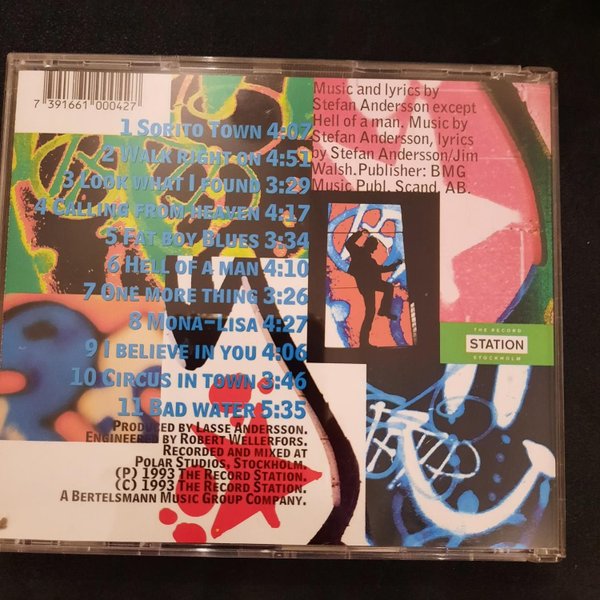 7 391661 000427
1 Sorito Town 4:07
2 Walk right on 4:51
3 Look what I found 3:29
4 Calling from heaven 4:17
5 Fat boy Blues 3:34
6 Hell of a man 4:10
7 One more thing 3:26
8 Mona-Lisa 4:27
9 I believe in you 4:06
10 Circus in town 3:46
11 Bad water 5:35
Produced by Lasse Andersson.
Engineered by Robert Wellerfors.
Recorded and mixed at
Polar Studios, Stockholm.
(P) 1993 The Record Station.
(C) 1993 The Record Station.
A Bertelsmann Music Group Company.
Music and lyrics by
Stefan Andersson except
Hell of a man. Music by
Stefan Andersson, lyrics
by Stefan Andersson/Jim
Walsh.Publisher: BMG
Music Publ. Scand, AB.
THE RECORD
STATION
STOCKHOLM